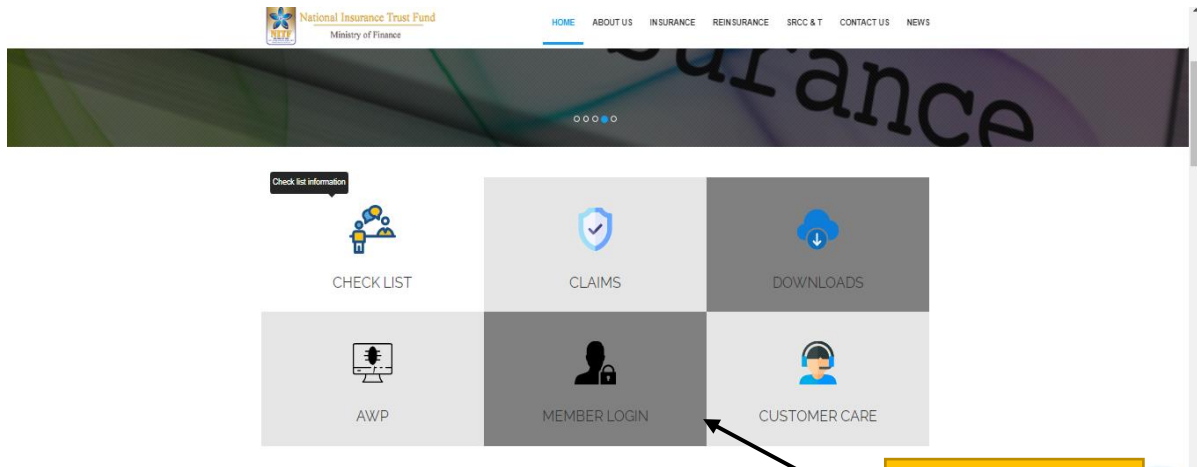 National Insurance Trust Fund
Ministry of Finance
NITF
HOME ABOUT US INSURANCE REINSURANCE SRCC & T CONTACT US NEWS
urance
Check list information
CHECK LIST CLAIMS DOWNLOADS
AWP MEMBER LOGIN CUSTOMER CARE